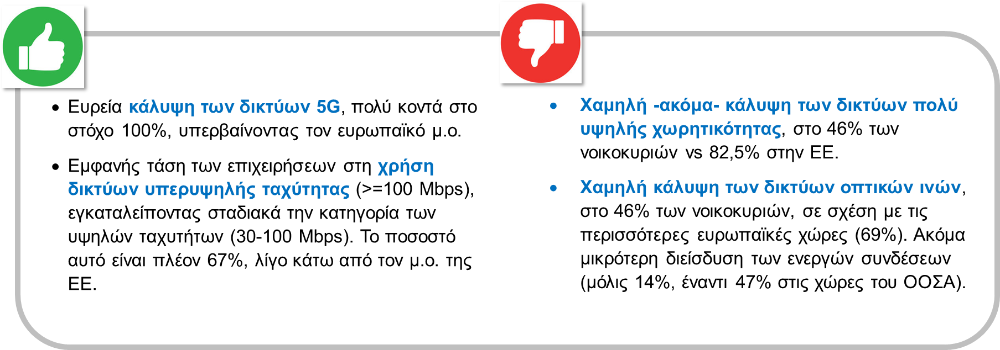 • Ευρεία κάλυψη των δικτύων 5G, πολύ κοντά στο
στόχο 100%, υπερβαίνοντας τον ευρωπαϊκό μ.ο.
• Εμφανής τάση των επιχειρήσεων στη χρήση
δικτύων υπερυψηλής ταχύτητας (>=100 Mbps),
εγκαταλείποντας σταδιακά την κατηγορία των
υψηλών ταχυτήτων (30-100 Mbps). Το ποσοστό
αυτό είναι πλέον 67%, λίγο κάτω από τον μ.ο. της
ΕΕ.
• Χαμηλή -ακόμα- κάλυψη των δικτύων πολύ
υψηλής χωρητικότητας, στο 46% των
νοικοκυριών vs 82,5% στην ΕΕ.
• Χαμηλή κάλυψη των δικτύων οπτικών ινών,
στο 46% των νοικοκυριών, σε σχέση με τις
περισσότερες ευρωπαϊκές χώρες (69%). Ακόμα
μικρότερη διείσδυση των ενεργών συνδέσεων
(μόλις 14%, έναντι 47% στις χώρες του ΟΟΣΑ).